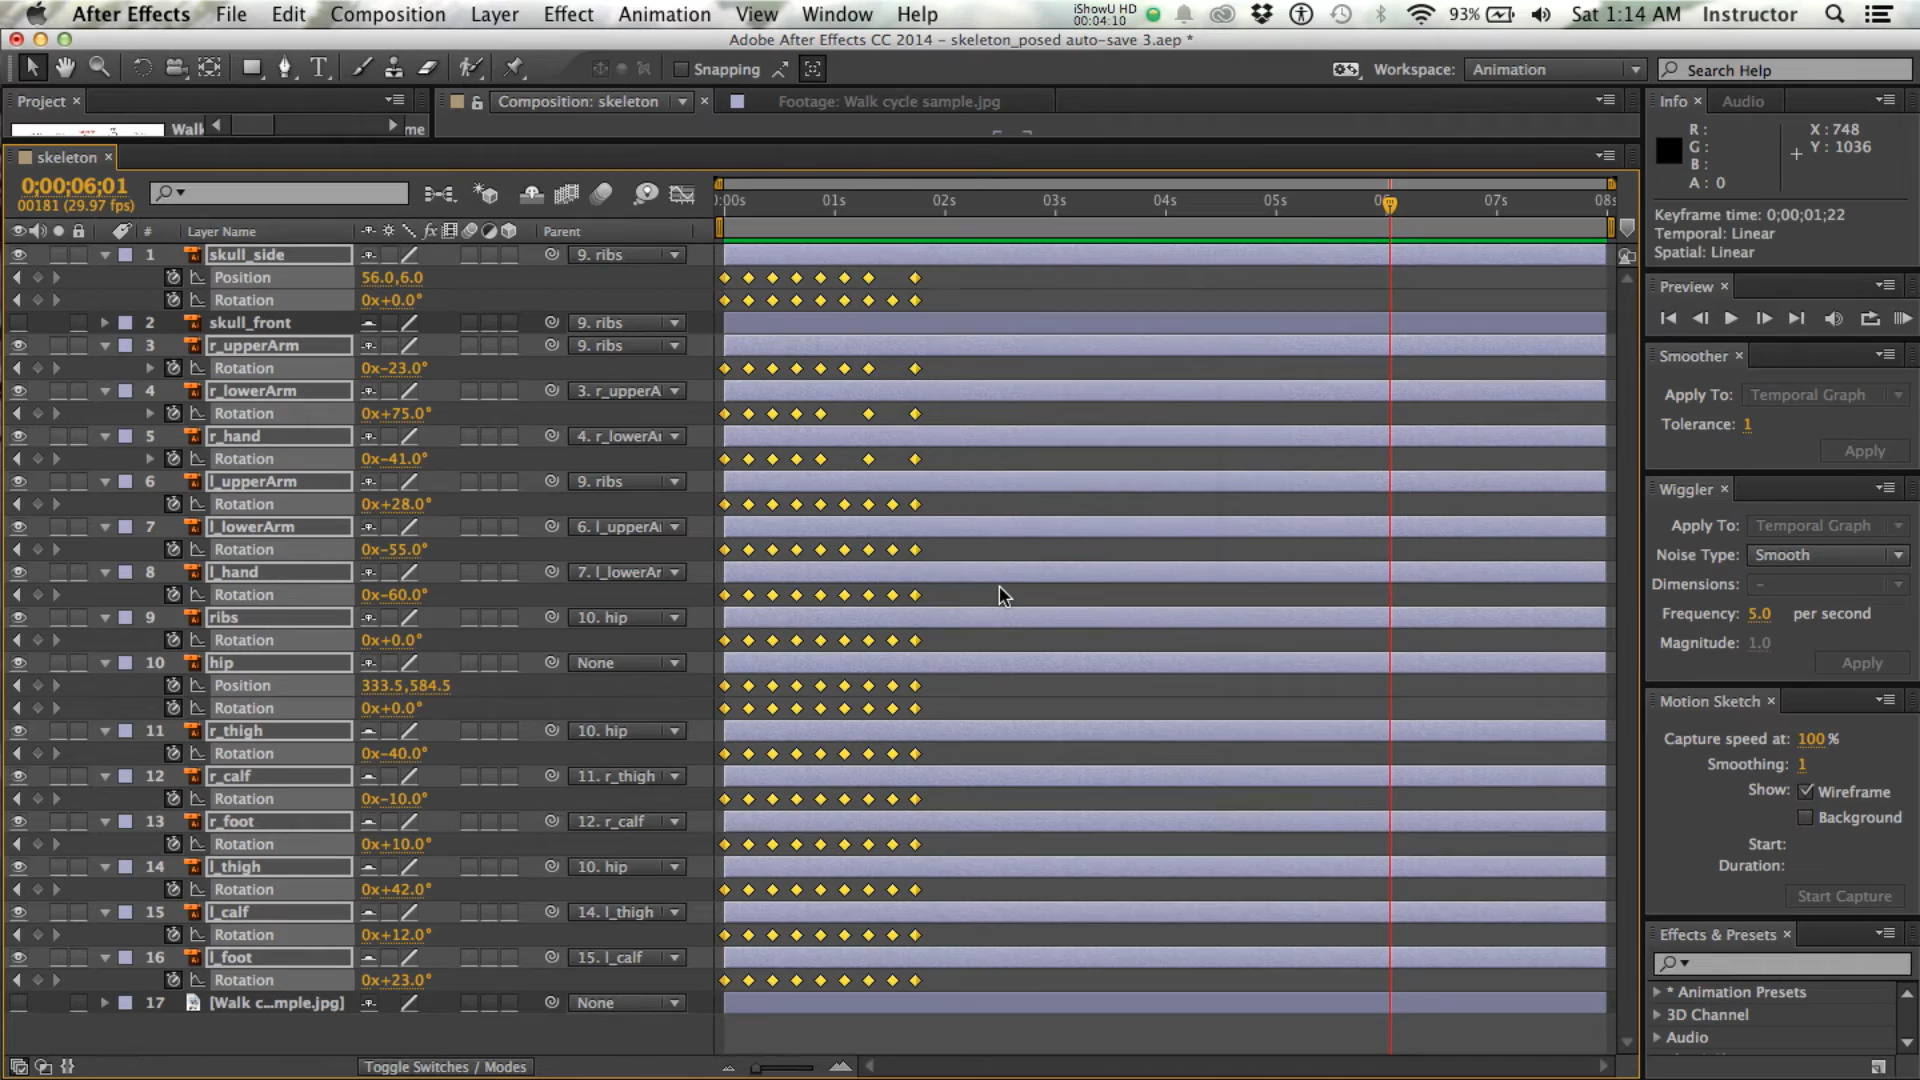 After Effects File Edit Composition Layer Effect Animation View Window Help iShowU HD 00:04:10 93% Sat 1:14 AM Instructor
Adobe After Effects CC 2014 – skeleton_posed auto-save 3.aep *
Snapping Workspace: Animation Search Help
Project Composition: skeleton Footage: Walk cycle sample.jpg Info Audio
Walk me
R: X: 748
G: Y: 1036
B:
A: 0
skeleton
0;00;06;01
00181 (29.97 fps)
:00s 01s 02s 03s 04s 05s 06s 07s 08s
Keyframe time: 0;00;01;22
Temporal: Linear
Spatial: Linear
# Layer Name fx Parent
1 skull_side 9. ribs
Position 56.0,6.0
Rotation 0x+0.0°
2 skull_front 9. ribs
3 r_upperArm 9. ribs
Rotation 0x-23.0°
4 r_lowerArm 3. r_upperA
Rotation 0x+75.0°
5 r_hand 4. r_lowerAr
Rotation 0x-41.0°
6 l_upperArm 9. ribs
Rotation 0x+28.0°
7 l_lowerArm 6. l_upperAr
Rotation 0x-55.0°
8 l_hand 7. l_lowerAr
Rotation 0x-60.0°
9 ribs 10. hip
Rotation 0x+0.0°
10 hip None
Position 333.5,584.5
Rotation 0x+0.0°
11 r_thigh 10. hip
Rotation 0x-40.0°
12 r_calf 11. r_thigh
Rotation 0x-10.0°
13 r_foot 12. r_calf
Rotation 0x+10.0°
14 l_thigh 10. hip
Rotation 0x+42.0°
15 l_calf 14. l_thigh
Rotation 0x+12.0°
16 l_foot 15. l_calf
Rotation 0x+23.0°
17 [Walk c...mple.jpg] None
Toggle Switches / Modes
Preview
Smoother
Apply To: Temporal Graph
Tolerance: 1
Apply
Wiggler
Apply To: Temporal Graph
Noise Type: Smooth
Dimensions: –
Frequency: 5.0 per second
Magnitude: 1.0
Apply
Motion Sketch
Capture speed at: 100 %
Smoothing: 1
Show: Wireframe
Background
Start:
Duration:
Start Capture
Effects & Presets
* Animation Presets
3D Channel
Audio